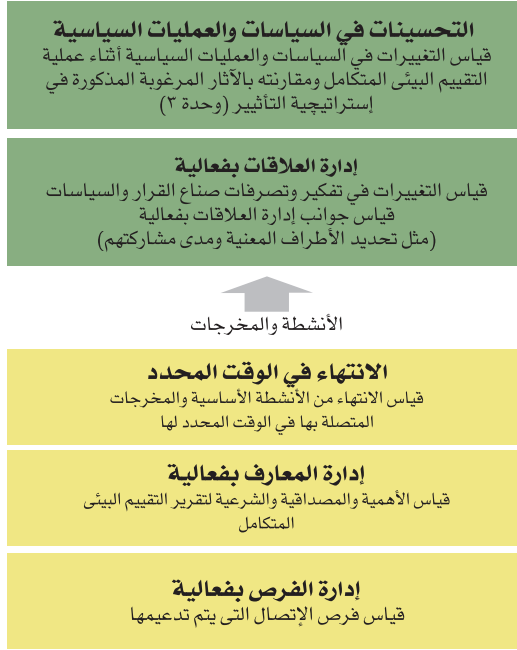 التحسينات في السياسات والعمليات السياسية
قياس التغييرات في السياسات والعمليات السياسية أثناء عملية
التقييم البيئى المتكامل ومقارنته بالآثار المرغوبة المذكورة في
إستراتيچية التأثيير (وحدة ٣)
إدارة العلاقات بفعالية
قياس التغييرات في تفكير وتصرفات صناع القرار والسياسات
قياس جوانب إدارة العلاقات بفعالية
(مثل تحديد الأطراف المعنية ومدى مشاركتهم)
الأنشطة والمخرجات
الانتهاء في الوقت المحدد
قياس الانتهاء من الأنشطة الأساسية والمخرجات
المتصلة بها في الوقت المحدد لها
إدارة المعارف بفعالية
قياس الأهمية والمصداقية والشرعية لتقرير التقييم البيئى
المتكامل
إدارة الفرص بفعالية
قياس فرص الإتصال التى يتم تدعيمها